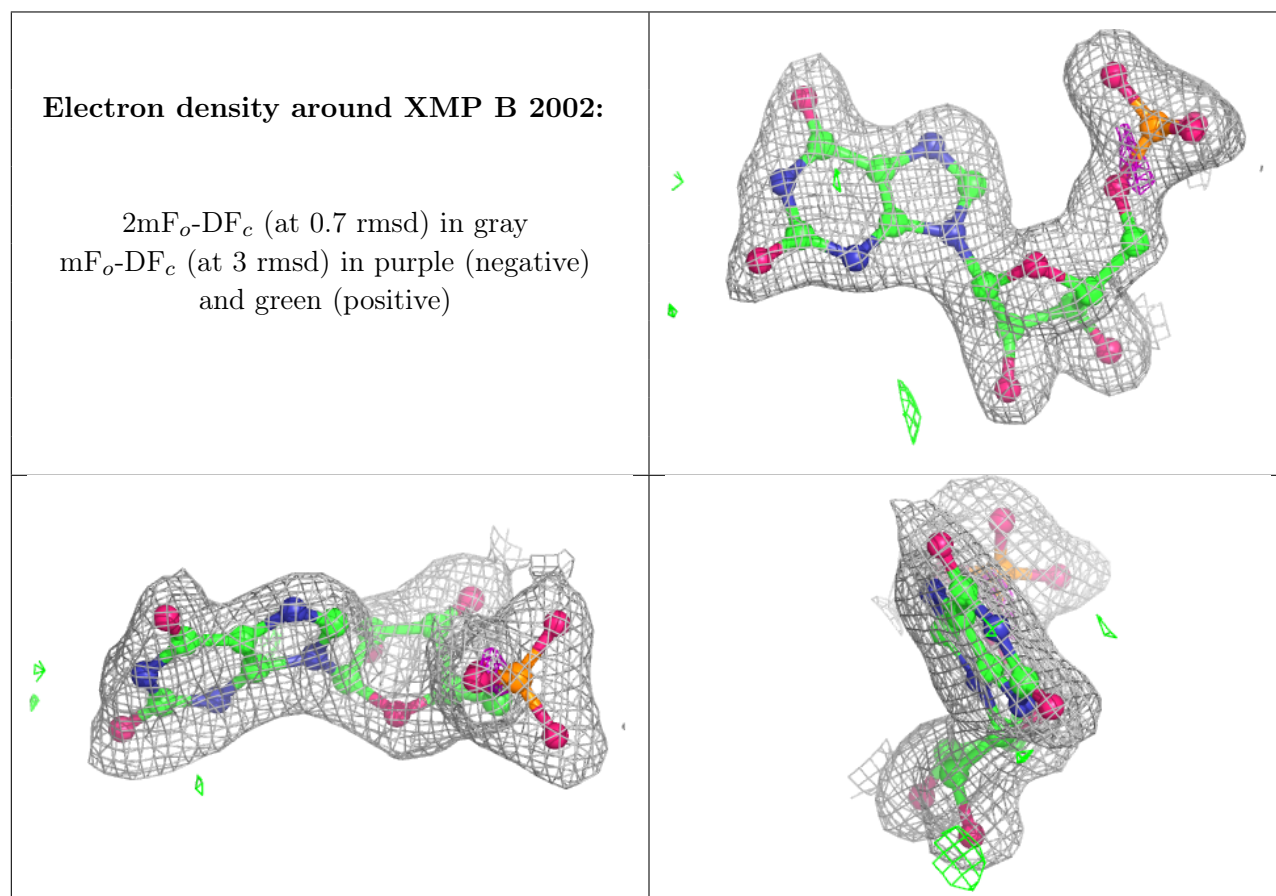 Electron density around XMP B 2002:
2mFₒ-DF𝑐 (at 0.7 rmsd) in gray
mFₒ-DF𝑐 (at 3 rmsd) in purple (negative)
and green (positive)